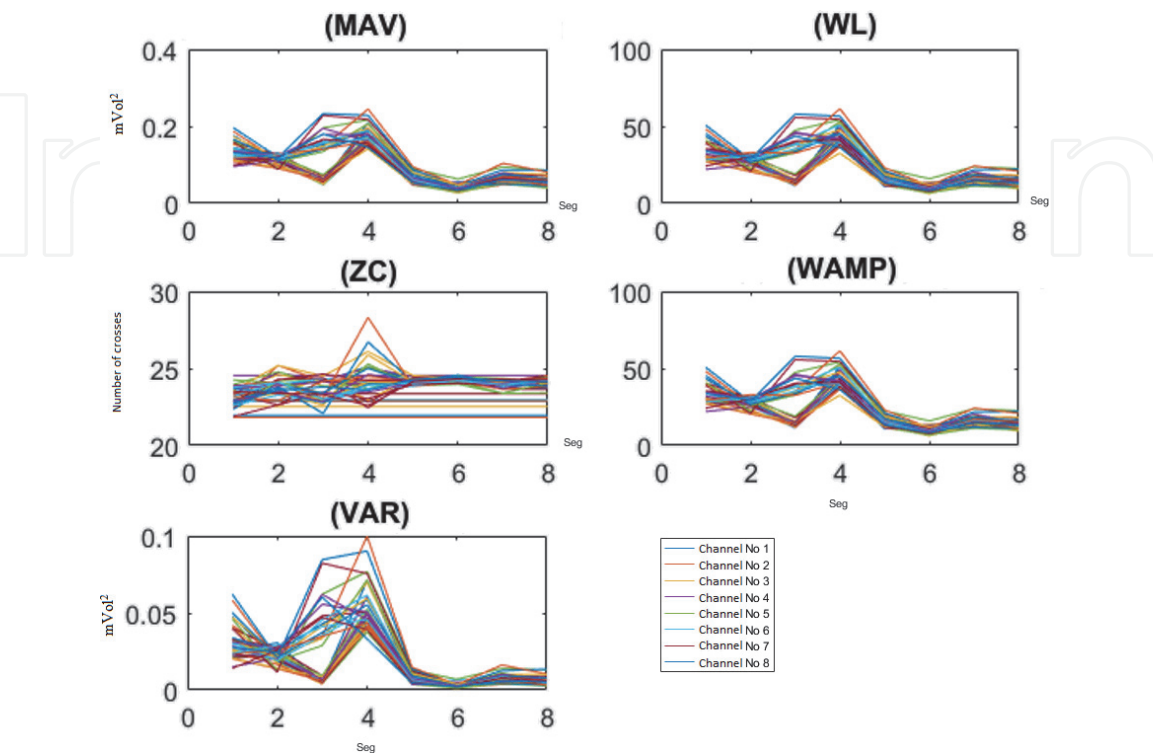 (MAV)
0.4
mVol²
0.2
0
0 2 4 6 8
Seg
(WL)
100
50
0
0 2 4 6 8
Seg
(ZC)
30
Number of crosses
25
20
0 2 4 6 8
Seg
(WAMP)
100
50
0
0 2 4 6 8
Seg
(VAR)
0.1
mVol²
0.05
0
0 2 4 6 8
Seg
Channel No 1
Channel No 2
Channel No 3
Channel No 4
Channel No 5
Channel No 6
Channel No 7
Channel No 8